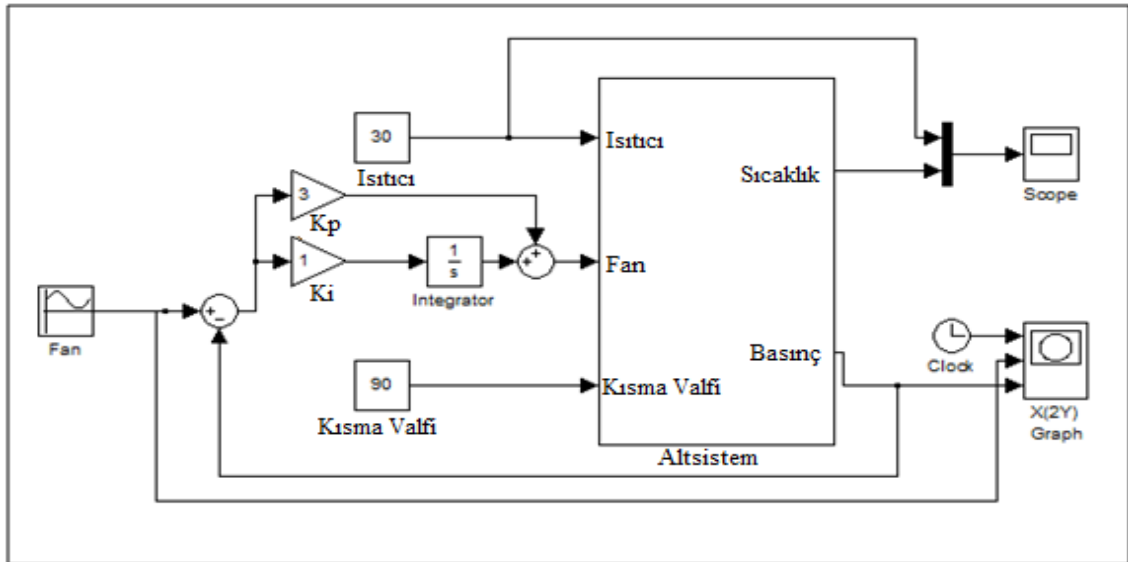 30
Isıtıcı
3
Kp
1
Ki
1
s
Integrator
+
+
+
−
Fan
90
Kısma Valfi
Isıtıcı
Fan
Kısma Valfi
Sıcaklık
Basınç
Altsistem
Scope
Clock
X(2Y)
Graph